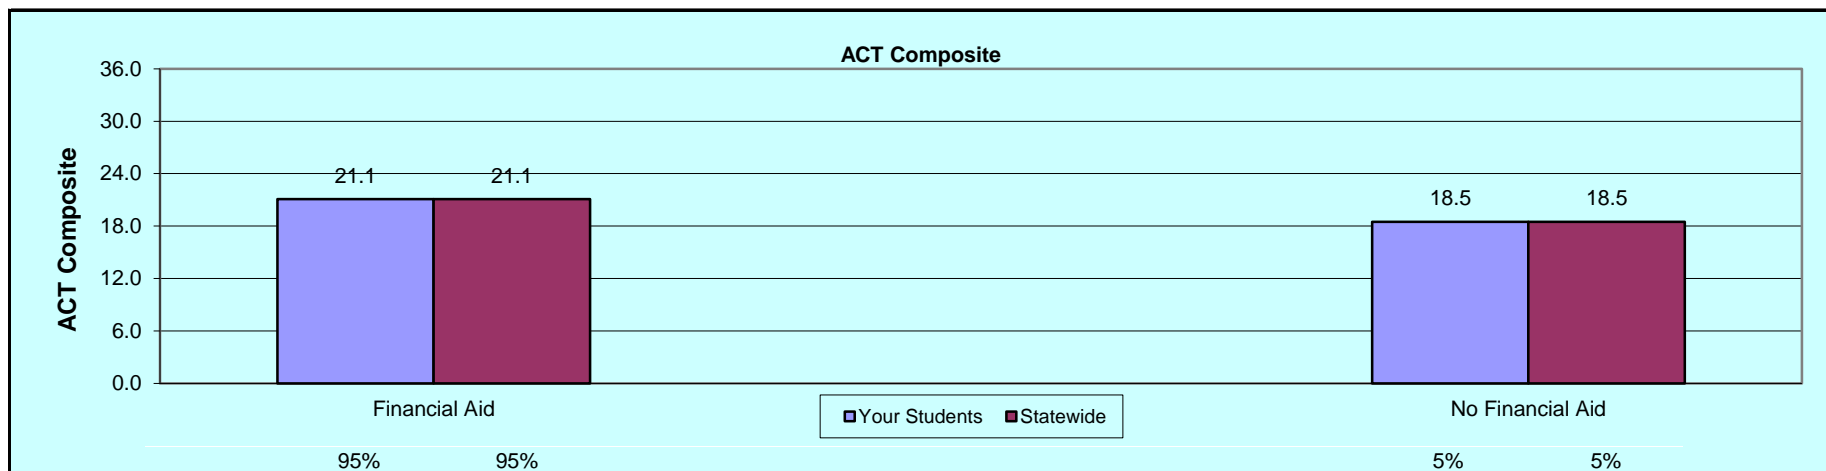 ACT Composite
36.0
30.0
24.0
18.0
12.0
6.0
0.0
ACT Composite
21.1 21.1
18.5 18.5
Financial Aid
No Financial Aid
Your Students Statewide
95% 95% 5% 5%